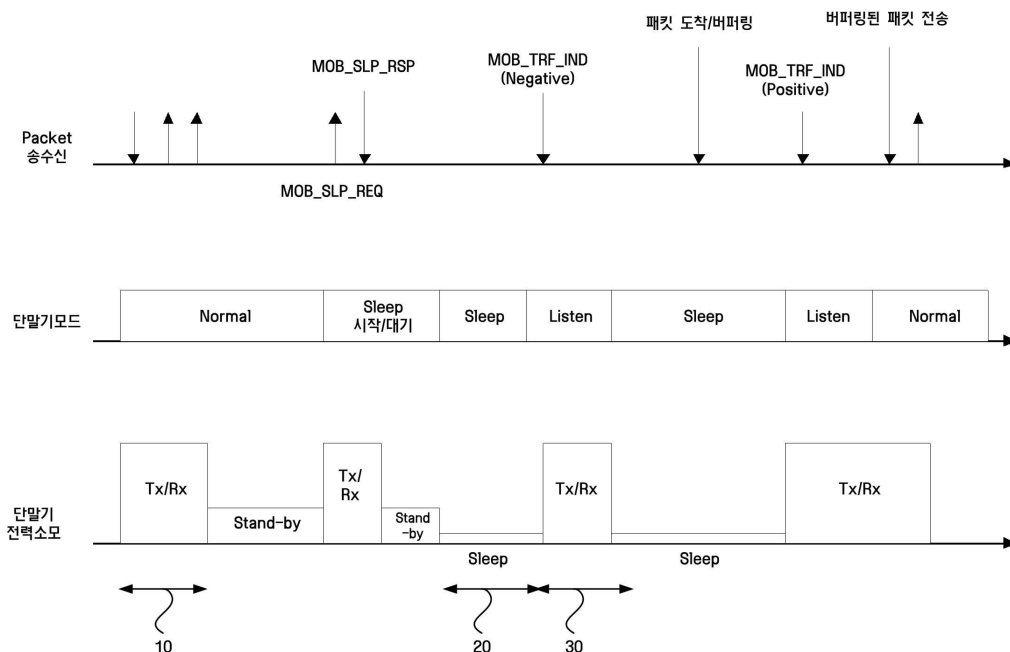 패킷 도착/버퍼링
버퍼링된 패킷 전송
MOB_SLP_RSP
MOB_TRF_IND
(Negative)
MOB_TRF_IND
(Positive)
Packet
송수신
MOB_SLP_REQ
단말기모드
Normal
Sleep
시작/대기
Sleep
Listen
Sleep
Listen
Normal
단말기
전력소모
Tx/Rx
Stand-by
Tx/
Rx
Stand
-by
Sleep
Tx/Rx
Sleep
Tx/Rx
10
20
30